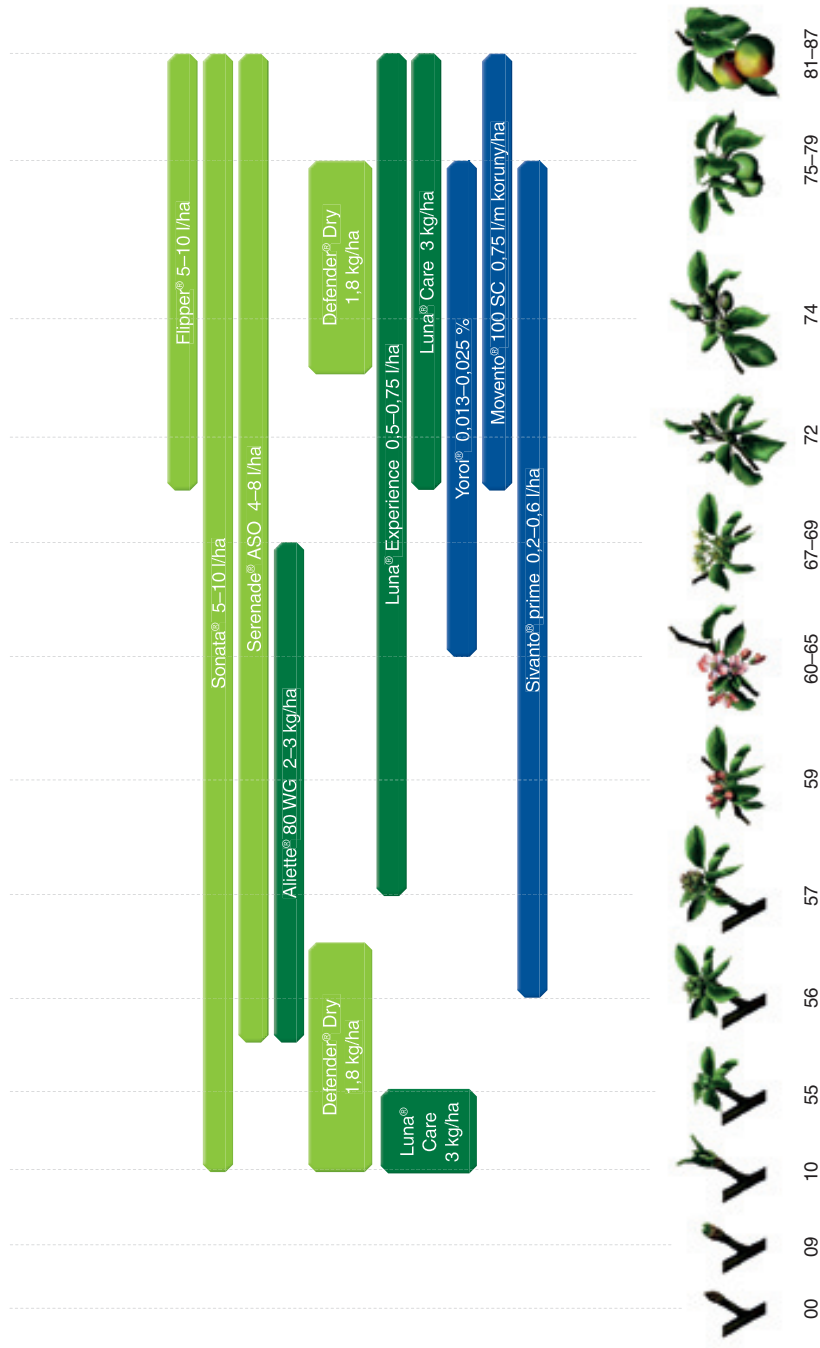 Flipper® 5–10 l/ha
Sonata® 5–10 l/ha
Serenade® ASO 4–8 l/ha
Aliette® 80 WG 2–3 kg/ha
Defender® Dry
1,8 kg/ha
Defender® Dry
1,8 kg/ha
Luna® Experience 0,5–0,75 l/ha
Luna®
Care
3 kg/ha
Luna® Care 3 kg/ha
Yoroi® 0,013–0,025 %
Movento® 100 SC 0,75 l/m koruny/ha
Sivanto® prime 0,2–0,6 l/ha
00
09
10
55
56
57
59
60–65
67–69
72
74
75–79
81–87